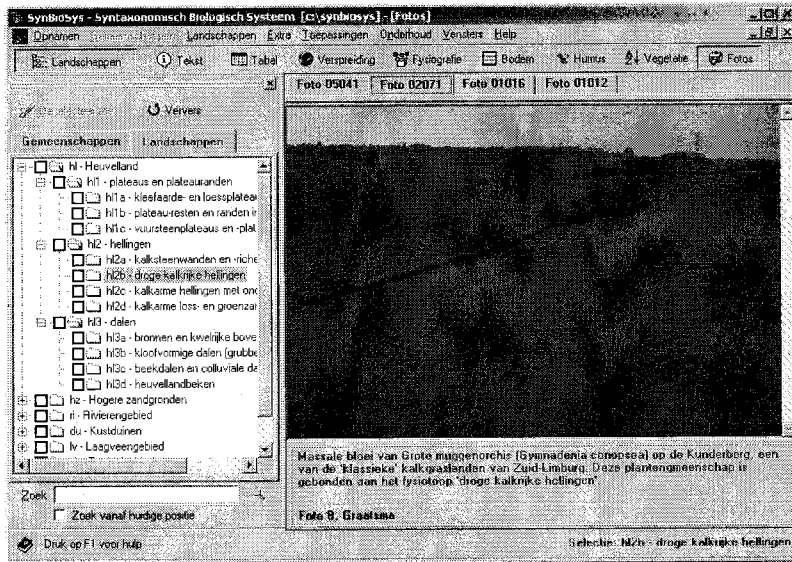 SynBioSys - Syntaxonomisch Biologisch Systeem [c:\synbiosys] - [Fotos]
Opnamen Landschappen Extra Toepassingen Onderhoud Vensters Help
Landschappen Tekst Tabel Verspreiding Fysiografie Bodem Humus Vegetatie Fotos
Foto 05041 Foto 02071 Foto 01016 Foto 01012
Ververs
Gemeenschappen Landschappen
hl - Heuvelland
hl1 - plateaus en plateauranden
hl1a - kleefaarde- en loessplateau
hl1b - plateau-resten en randen i
hl1c - vuursteenplateaus en -plat
hl2 - hellingen
hl2a - kalksteenwanden en -riche
hl2b - droge kalkrijke hellingen
hl2c - kalkarme hellingen met ond
hl2d - kalkarme loss- en groenza
hl3 - dalen
hl3a - bronnen en kwelrijke bove
hl3b - kloofvormige dalen (grubbe
hl3c - beekdalen en colluviale da
hl3d - heuvellandbeken
hz - Hogere zandgronden
ri - Rivierengebied
du - Kustduinen
lv - Laagveengebied
Massale bloei van Grote muggenorchis (Gymnadenia conopsea) op de Kunderberg, een
van de 'klassieke' kalkgraslanden van Zuid-Limburg. Deze plantengmeenschap is
gebonden aan het fysiotoop 'droge kalkrijke hellingen'
Foto B. Graatsma
Zoek
Zoek vanaf huidige positie
Druk op F1 voor hulp
Selectie: hl2b - droge kalkrijke hellingen